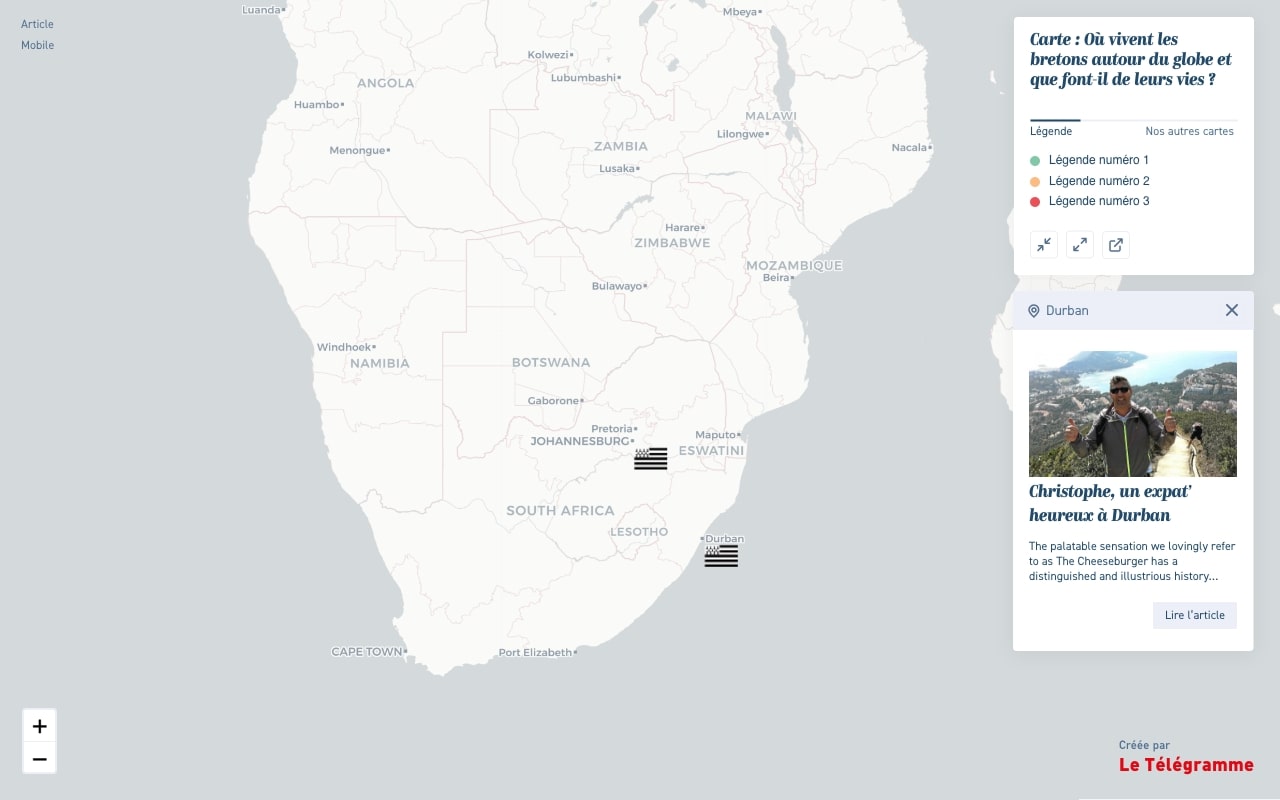 Article
Mobile
Luanda
Mbeya
Kolwezi
Lubumbashi
ANGOLA
Huambo
MALAWI
Lilongwe
Menongue
ZAMBIA
Nacala
Lusaka
Harare
ZIMBABWE
MOZAMBIQUE
Beira
Bulawayo
Windhoek
NAMIBIA
BOTSWANA
Gaborone
Pretoria
JOHANNESBURG
Maputo
ESWATINI
SOUTH AFRICA
LESOTHO
Durban
CAPE TOWN
Port Elizabeth
+
−
Carte : Où vivent les
bretons autour du globe et
que font-il de leurs vies ?
Légende
Nos autres cartes
Légende numéro 1
Légende numéro 2
Légende numéro 3
Durban
Christophe, un expat’
heureux à Durban
The palatable sensation we lovingly refer
to as The Cheeseburger has a
distinguished and illustrious history...
Lire l’article
Créée par
Le Télégramme